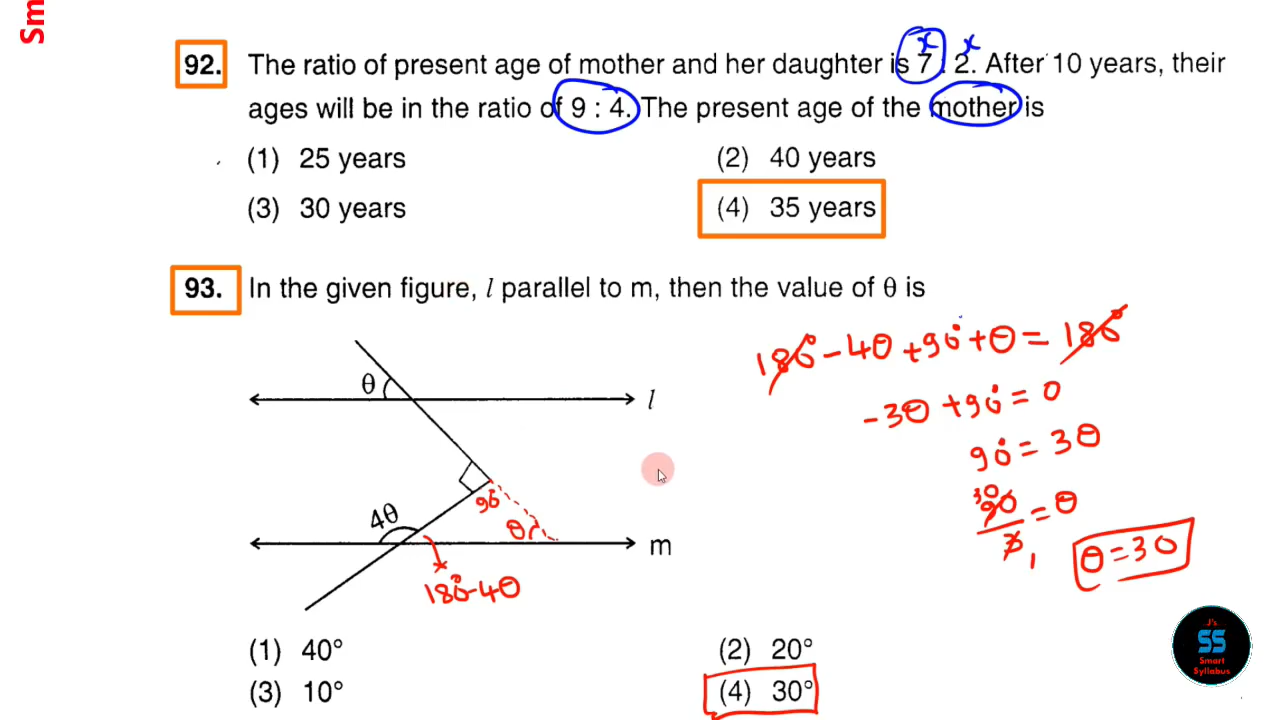 Sm
x x
92. The ratio of present age of mother and her daughter is 7 : 2. After 10 years, their
ages will be in the ratio of 9 : 4. The present age of the mother is
(1) 25 years (2) 40 years
(3) 30 years (4) 35 years
93. In the given figure, l parallel to m, then the value of θ is
θ
l
4θ
90°
θ
m
180°-4θ
180° - 4θ + 90° + θ = 180°
-3θ + 90° = 0
90° = 3θ
30
90/3 = θ
1
θ = 30
(1) 40° (2) 20°
(3) 10° (4) 30°
J's
SS
Smart
Syllabus